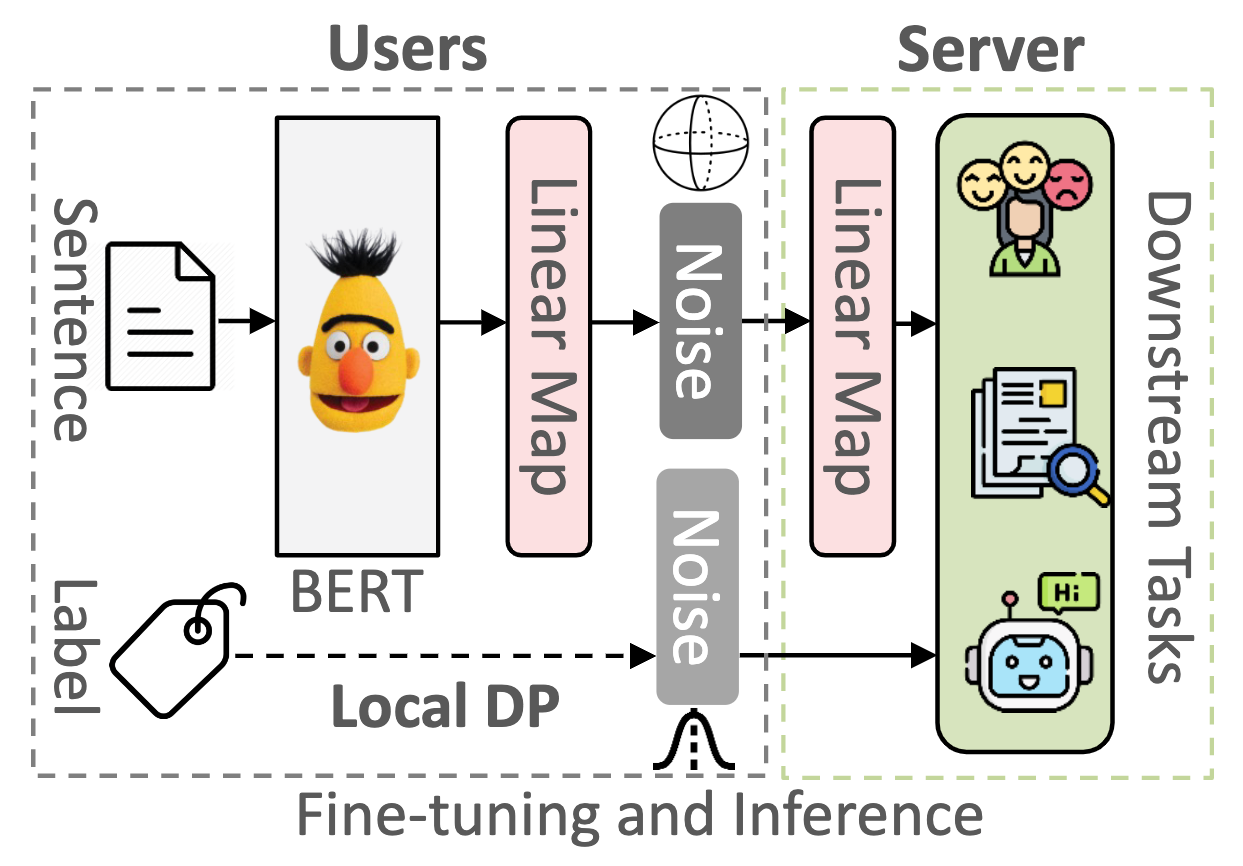 Users
Server
Sentence
Linear Map
Noise
Linear Map
Downstream Tasks
BERT
Hi
Label
Noise
Local DP
Fine-tuning and Inference